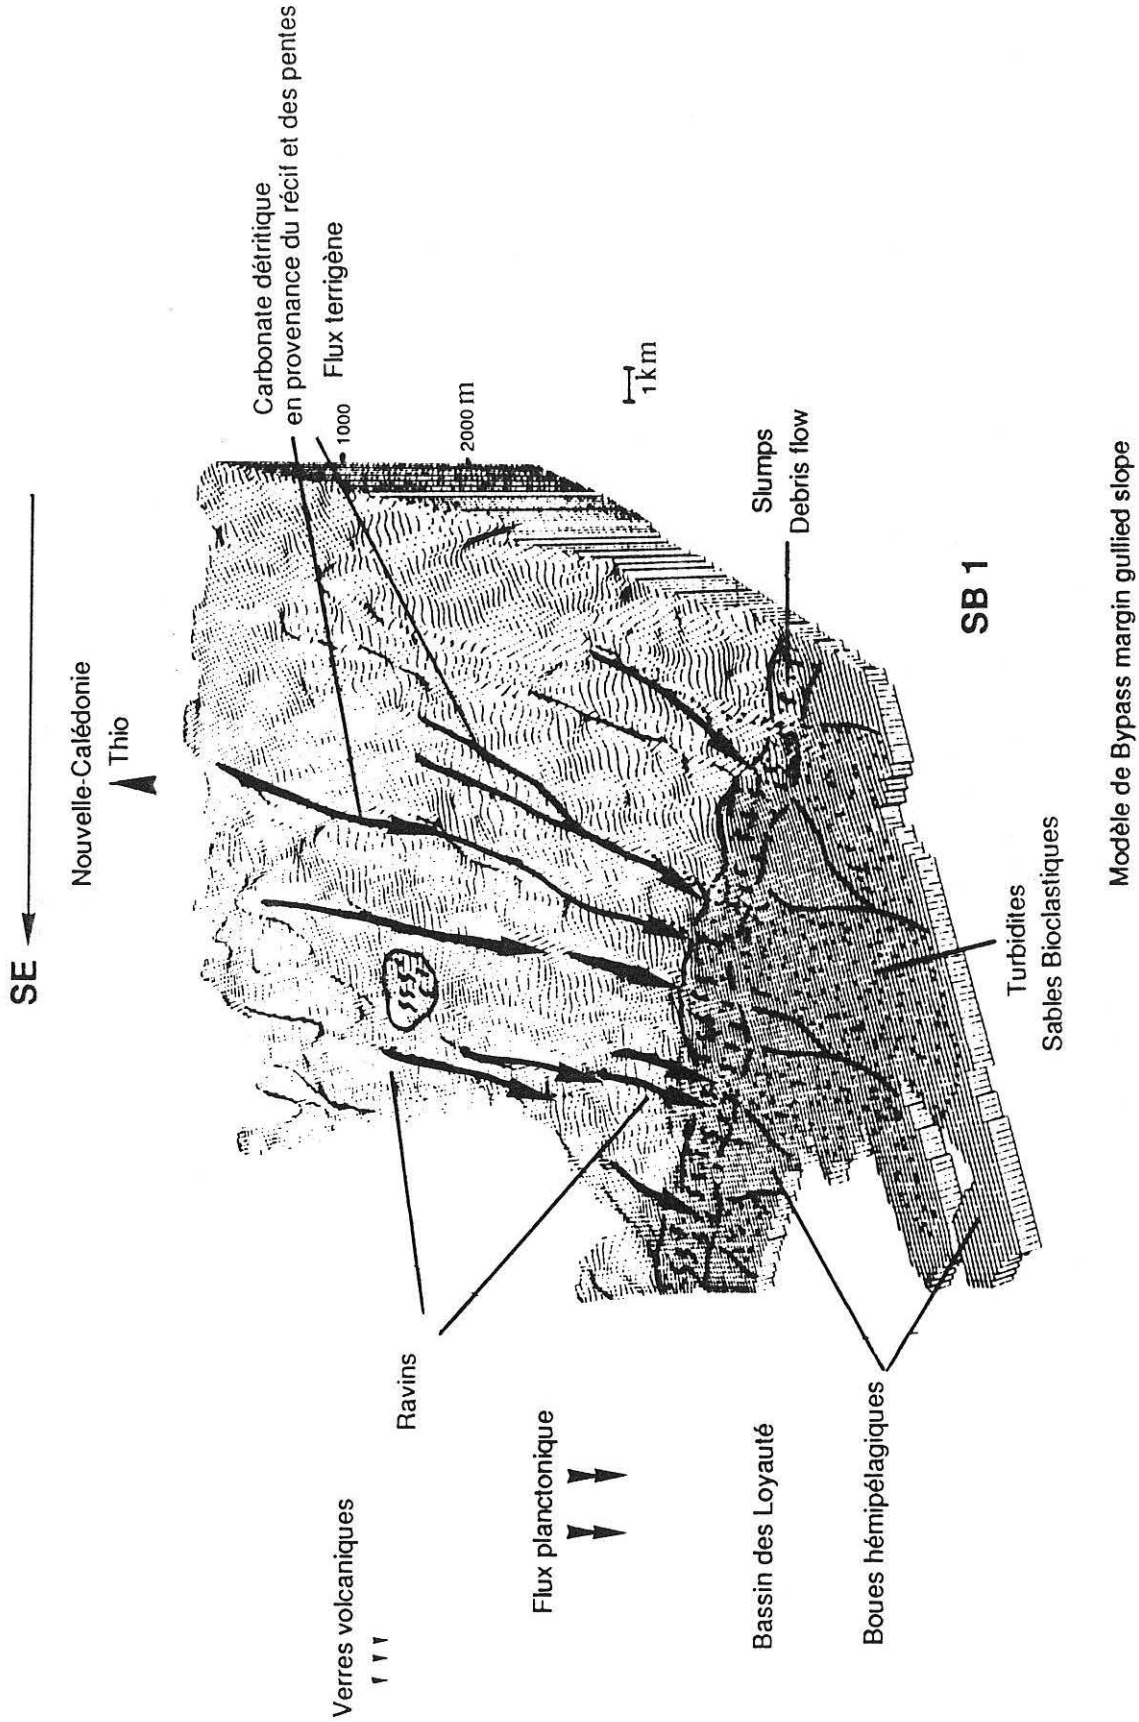 SE
Nouvelle-Calédonie
Thio
Carbonate détritique
en provenance du récif et des pentes
Flux terrigène
1000
2000 m
1km
Verres volcaniques
Ravins
Flux planctonique
Slumps
Debris flow
Bassin des Loyauté
SB 1
Boues hémipélagiques
Turbidites
Sables Bioclastiques
Modèle de Bypass margin gullied slope